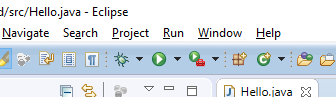 d/src/Hello.java - Eclipse
Navigate Search Project Run Window Help
Hello.java